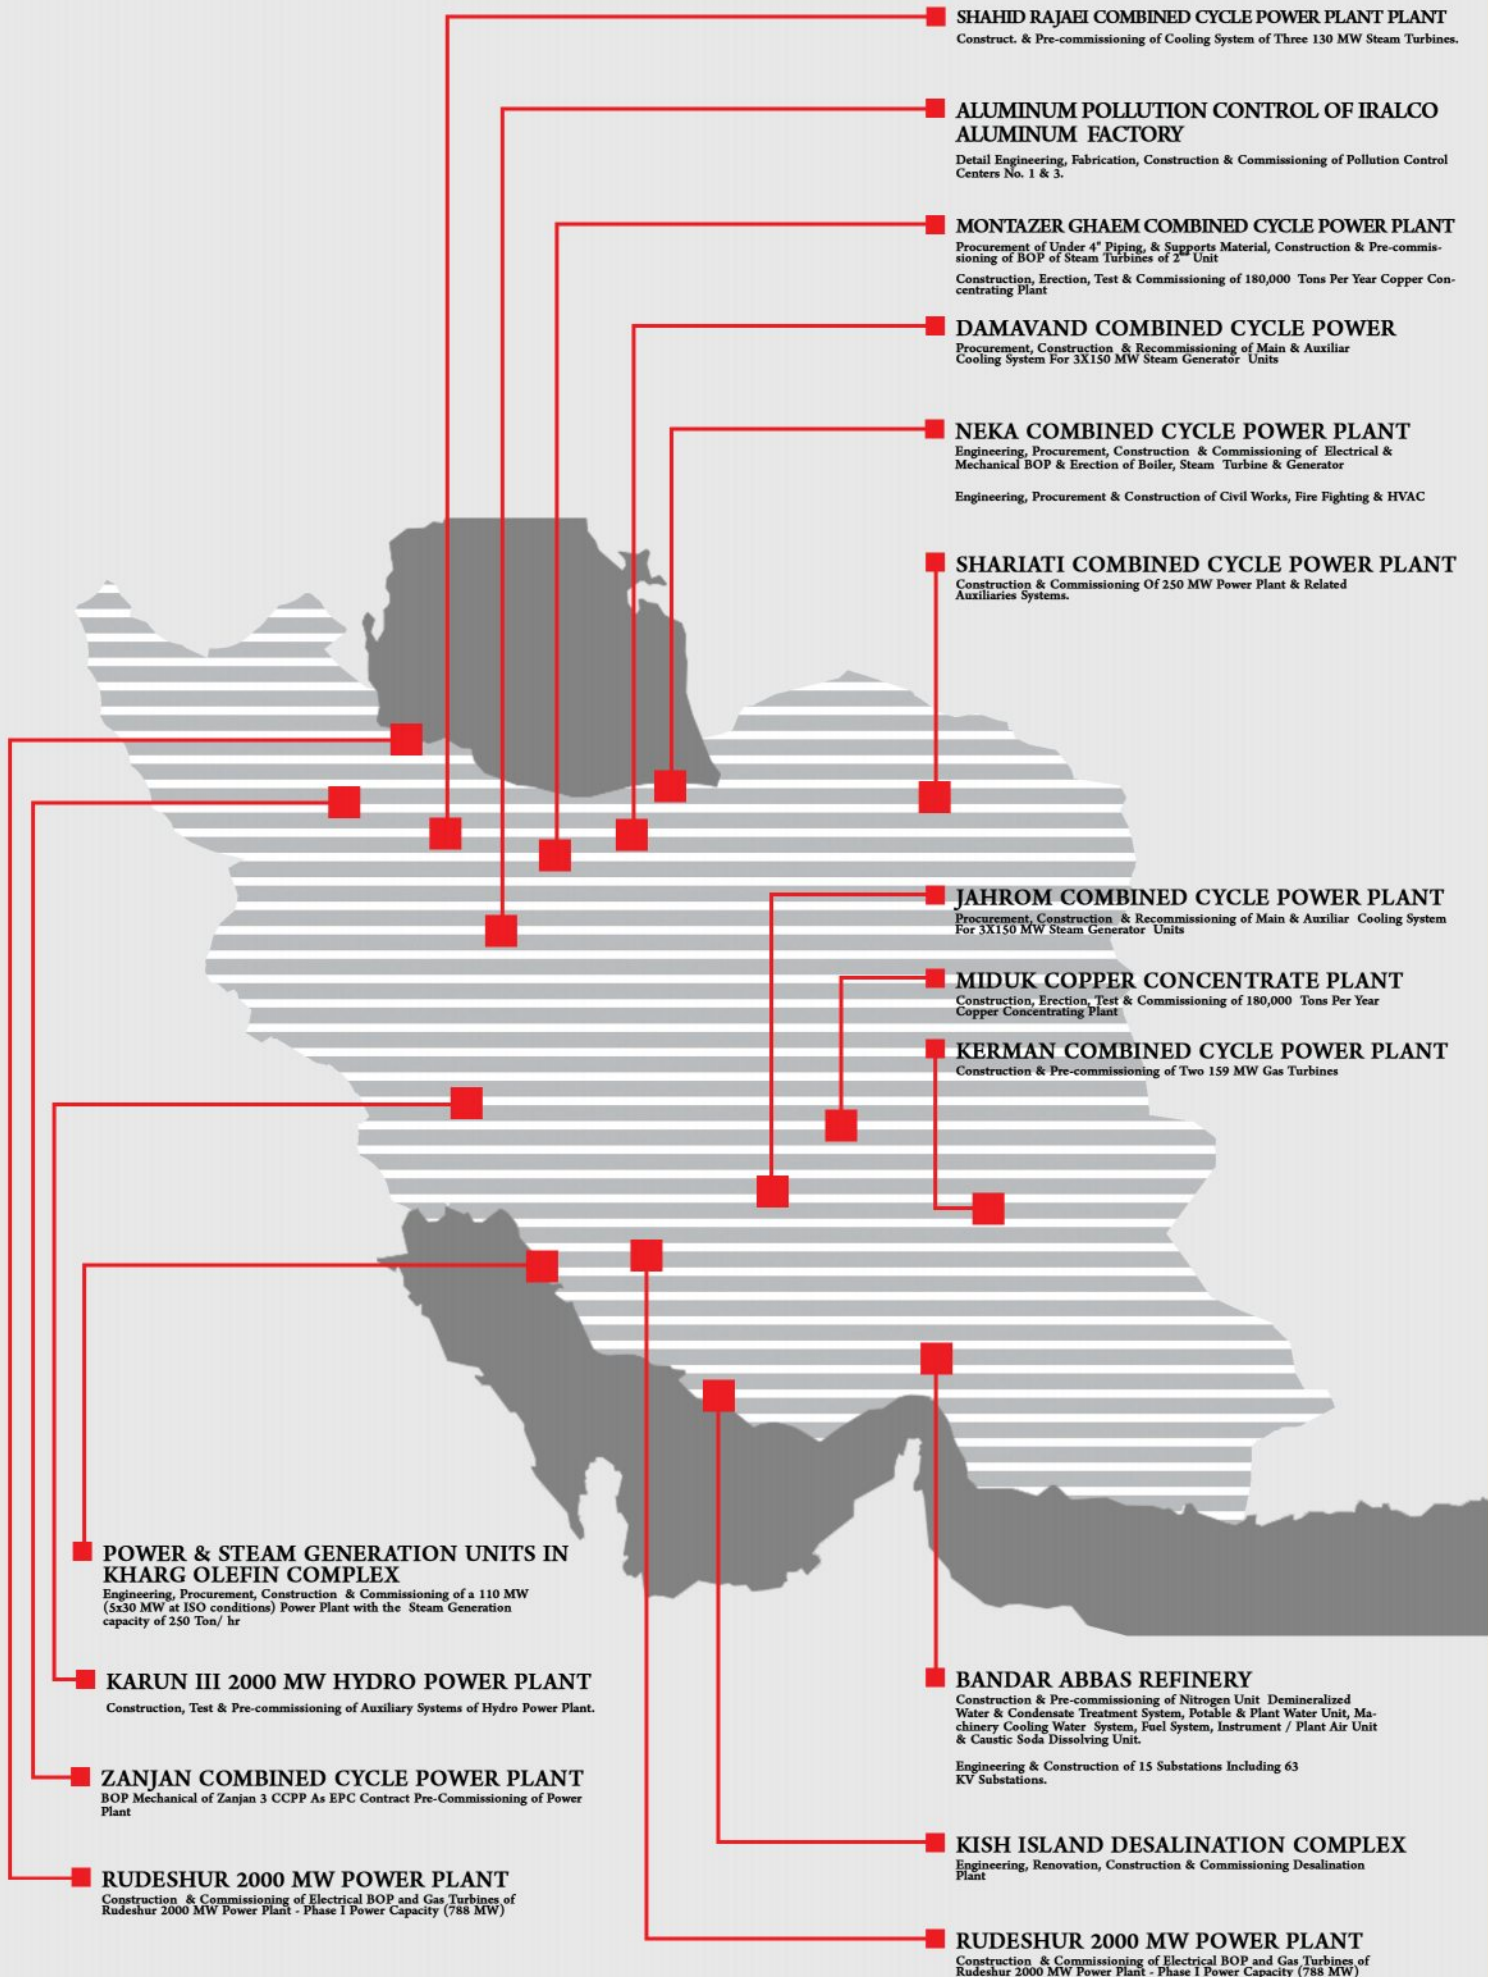 SHAHID RAJAEI COMBINED CYCLE POWER PLANT PLANT
Construct. & Pre-commissioning of Cooling System of Three 130 MW Steam Turbines.
ALUMINUM POLLUTION CONTROL OF IRALCO
ALUMINUM FACTORY
Detail Engineering, Fabrication, Construction & Commissioning of Pollution Control
Centers No. 1 & 3.
MONTAZER GHAEM COMBINED CYCLE POWER PLANT
Procurement of Under 4" Piping, & Supports Material, Construction & Pre-commis-
sioning of BOP of Steam Turbines of 2nd Unit
Construction, Erection, Test & Commissioning of 180,000 Tons Per Year Copper Con-
centrating Plant
DAMAVAND COMBINED CYCLE POWER
Procurement, Construction & Recommissioning of Main & Auxiliar
Cooling System For 3X150 MW Steam Generator Units
NEKA COMBINED CYCLE POWER PLANT
Engineering, Procurement, Construction & Commissioning of Electrical &
Mechanical BOP & Erection of Boiler, Steam Turbine & Generator
Engineering, Procurement & Construction of Civil Works, Fire Fighting & HVAC
SHARIATI COMBINED CYCLE POWER PLANT
Construction & Commissioning Of 250 MW Power Plant & Related
Auxiliaries Systems.
JAHROM COMBINED CYCLE POWER PLANT
Procurement, Construction & Recommissioning of Main & Auxiliar Cooling System
For 3X150 MW Steam Generator Units
MIDUK COPPER CONCENTRATE PLANT
Construction, Erection, Test & Commissioning of 180,000 Tons Per Year
Copper Concentrating Plant
KERMAN COMBINED CYCLE POWER PLANT
Construction & Pre-commissioning of Two 159 MW Gas Turbines
POWER & STEAM GENERATION UNITS IN
KHARG OLEFIN COMPLEX
Engineering, Procurement, Construction & Commissioning of a 110 MW
(5x30 MW at ISO conditions) Power Plant with the Steam Generation
capacity of 250 Ton/ hr
KARUN III 2000 MW HYDRO POWER PLANT
Construction, Test & Pre-commissioning of Auxiliary Systems of Hydro Power Plant.
ZANJAN COMBINED CYCLE POWER PLANT
BOP Mechanical of Zanjan 3 CCPP As EPC Contract Pre-Commissioning of Power
Plant
RUDESHUR 2000 MW POWER PLANT
Construction & Commissioning of Electrical BOP and Gas Turbines of
Rudeshur 2000 MW Power Plant - Phase I Power Capacity (788 MW)
BANDAR ABBAS REFINERY
Construction & Pre-commissioning of Nitrogen Unit Demineralized
Water & Condensate Treatment System, Potable & Plant Water Unit, Ma-
chinery Cooling Water System, Fuel System, Instrument / Plant Air Unit
& Caustic Soda Dissolving Unit.
Engineering & Construction of 15 Substations Including 63
KV Substations.
KISH ISLAND DESALINATION COMPLEX
Engineering, Renovation, Construction & Commissioning Desalination
Plant
RUDESHUR 2000 MW POWER PLANT
Construction & Commissioning of Electrical BOP and Gas Turbines of
Rudeshur 2000 MW Power Plant - Phase I Power Capacity (788 MW)